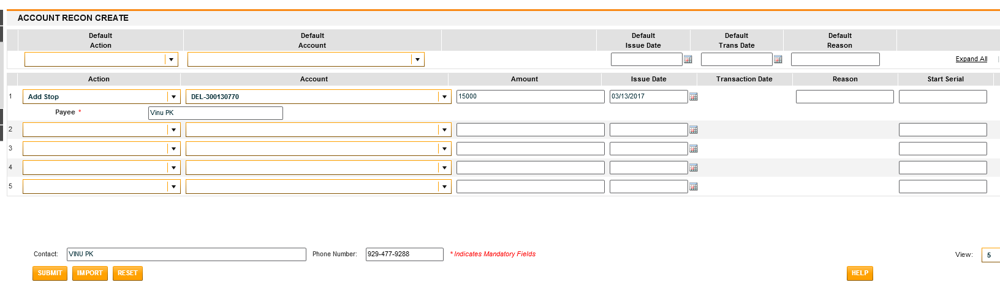 ACCOUNT RECON CREATE
Default Action Default Account Default Issue Date Default Trans Date Default Reason
Expand All
Action Account Amount Issue Date Transaction Date Reason Start Serial
1 Add Stop DEL-300130770 15000 03/13/2017
Payee * Vinu PK
2
3
4
5
Contact: VINU PK Phone Number: 929-477-9288 * Indicates Mandatory Fields View: 5
SUBMIT IMPORT RESET HELP